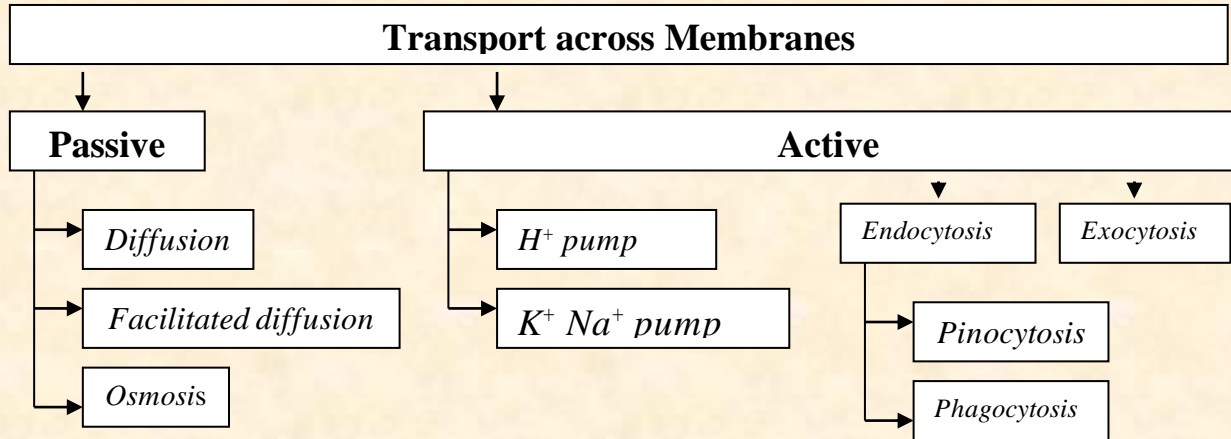 Transport across Membranes
Passive
Active
Diffusion
Facilitated diffusion
Osmosis
H⁺ pump
K⁺ Na⁺ pump
Endocytosis
Exocytosis
Pinocytosis
Phagocytosis